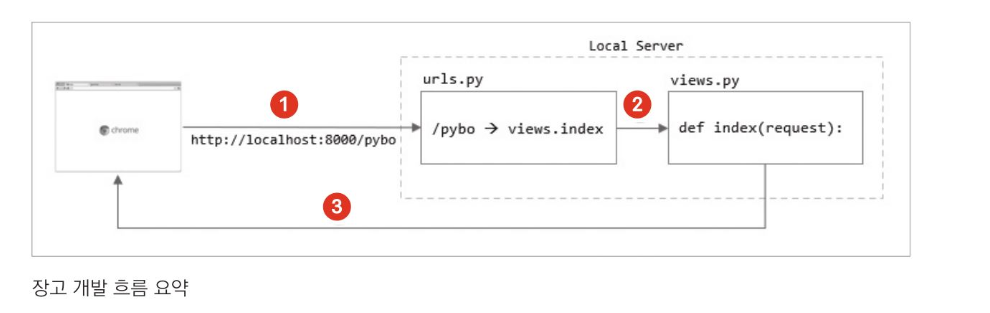 Local Server
urls.py
views.py
1
2
chrome
/pybo → views.index
def index(request):
http://localhost:8000/pybo
3
장고 개발 흐름 요약